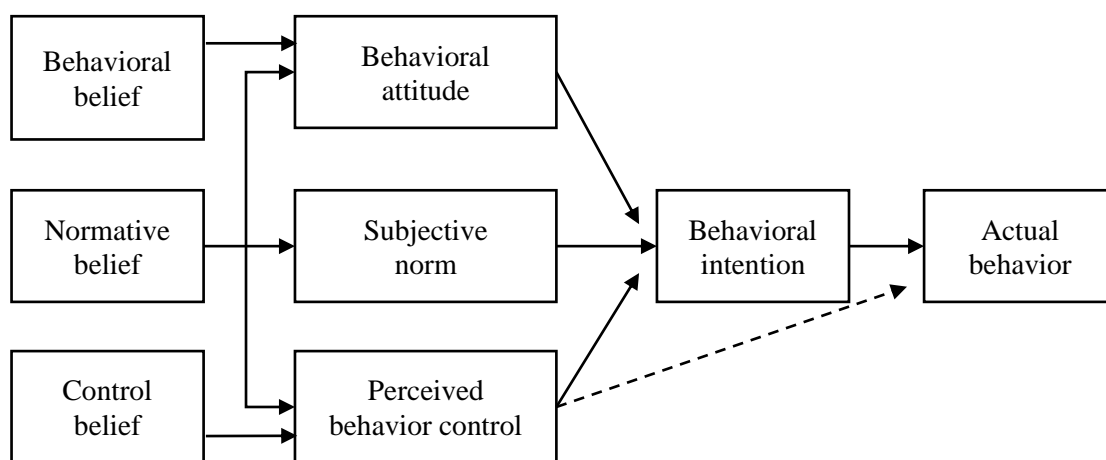 Behavioral
belief
Behavioral
attitude
Normative
belief
Subjective
norm
Behavioral
intention
Actual
behavior
Control
belief
Perceived
behavior control